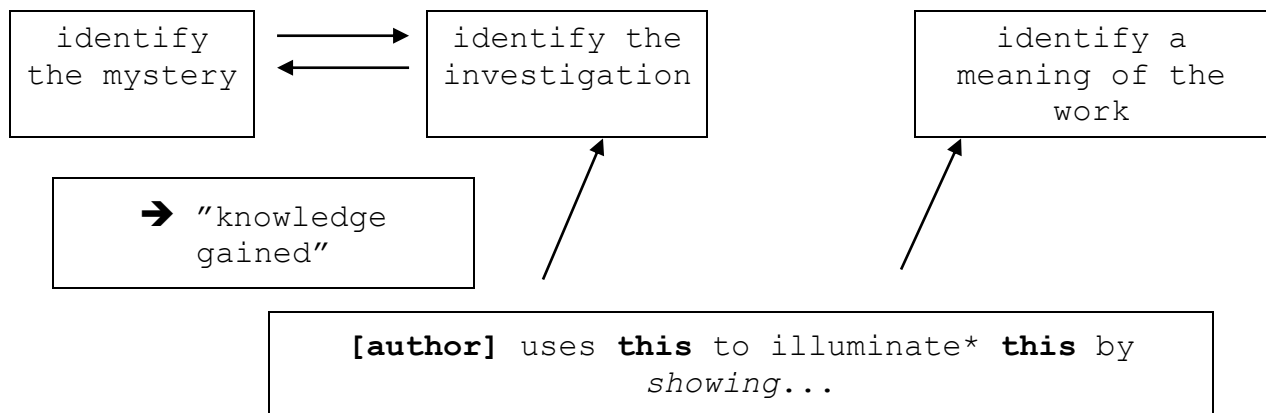 identify
the mystery
identify the
investigation
identify a
meaning of the
work
➔ ”knowledge
gained”
[author] uses this to illuminate* this by
showing...